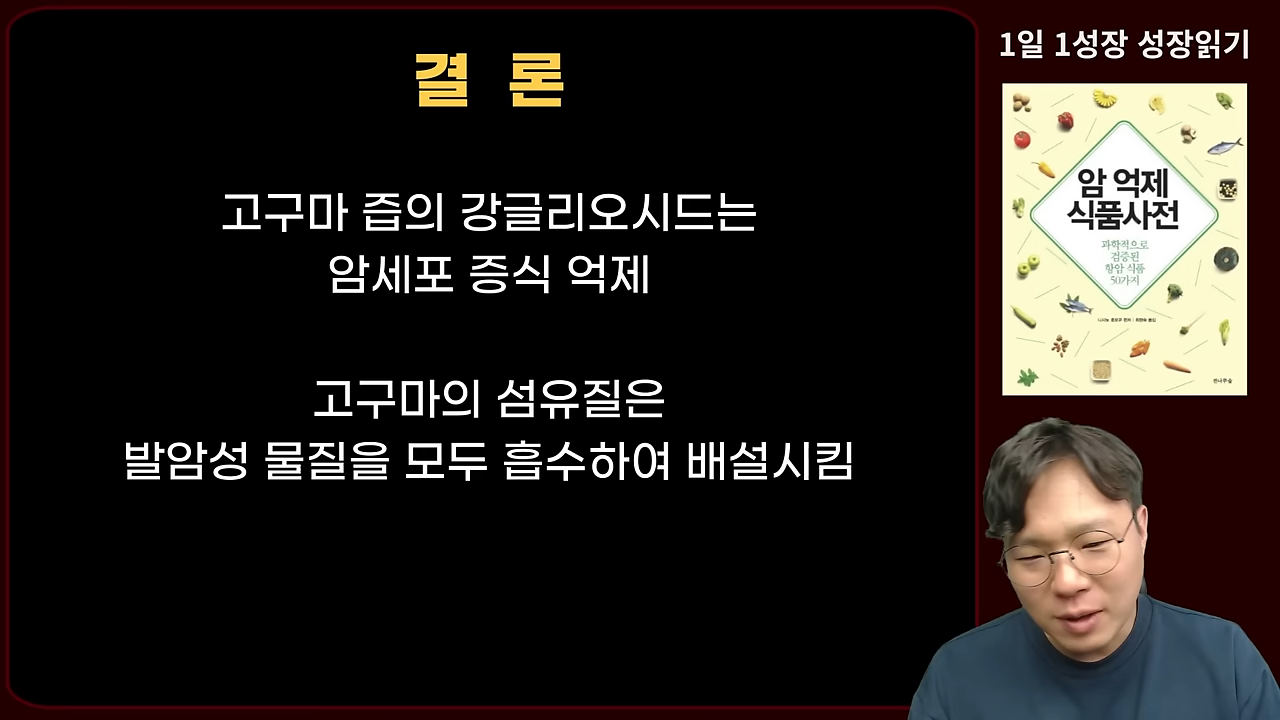 결 론
고구마 즙의 강글리오시드는
암세포 증식 억제
고구마의 섬유질은
발암성 물질을 모두 흡수하여 배설시킴
1일 1성장 성장읽기
암 억제
식품사전
과학적으로
검증된
항암 식품
50가지
전나무숲